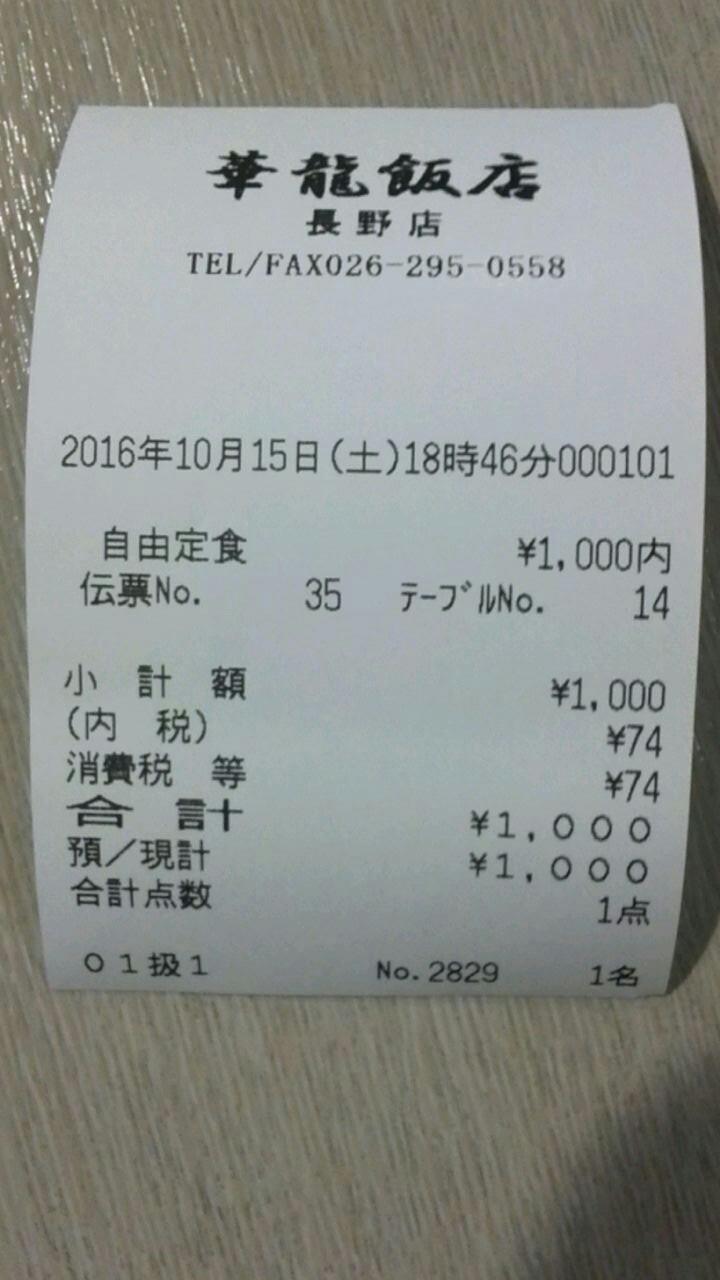 華龍飯店
長野店
TEL/FAX026-295-0558
2016年10月15日(土)18時46分000101
自由定食 ¥1,000内
伝票No. 35 ﾃｰﾌﾞﾙNo. 14
小計額 ¥1,000
(内税) ¥74
消費税等 ¥74
合計 ¥1,000
預/現計 ¥1,000
合計点数 1点
01扱1 No.2829 1名